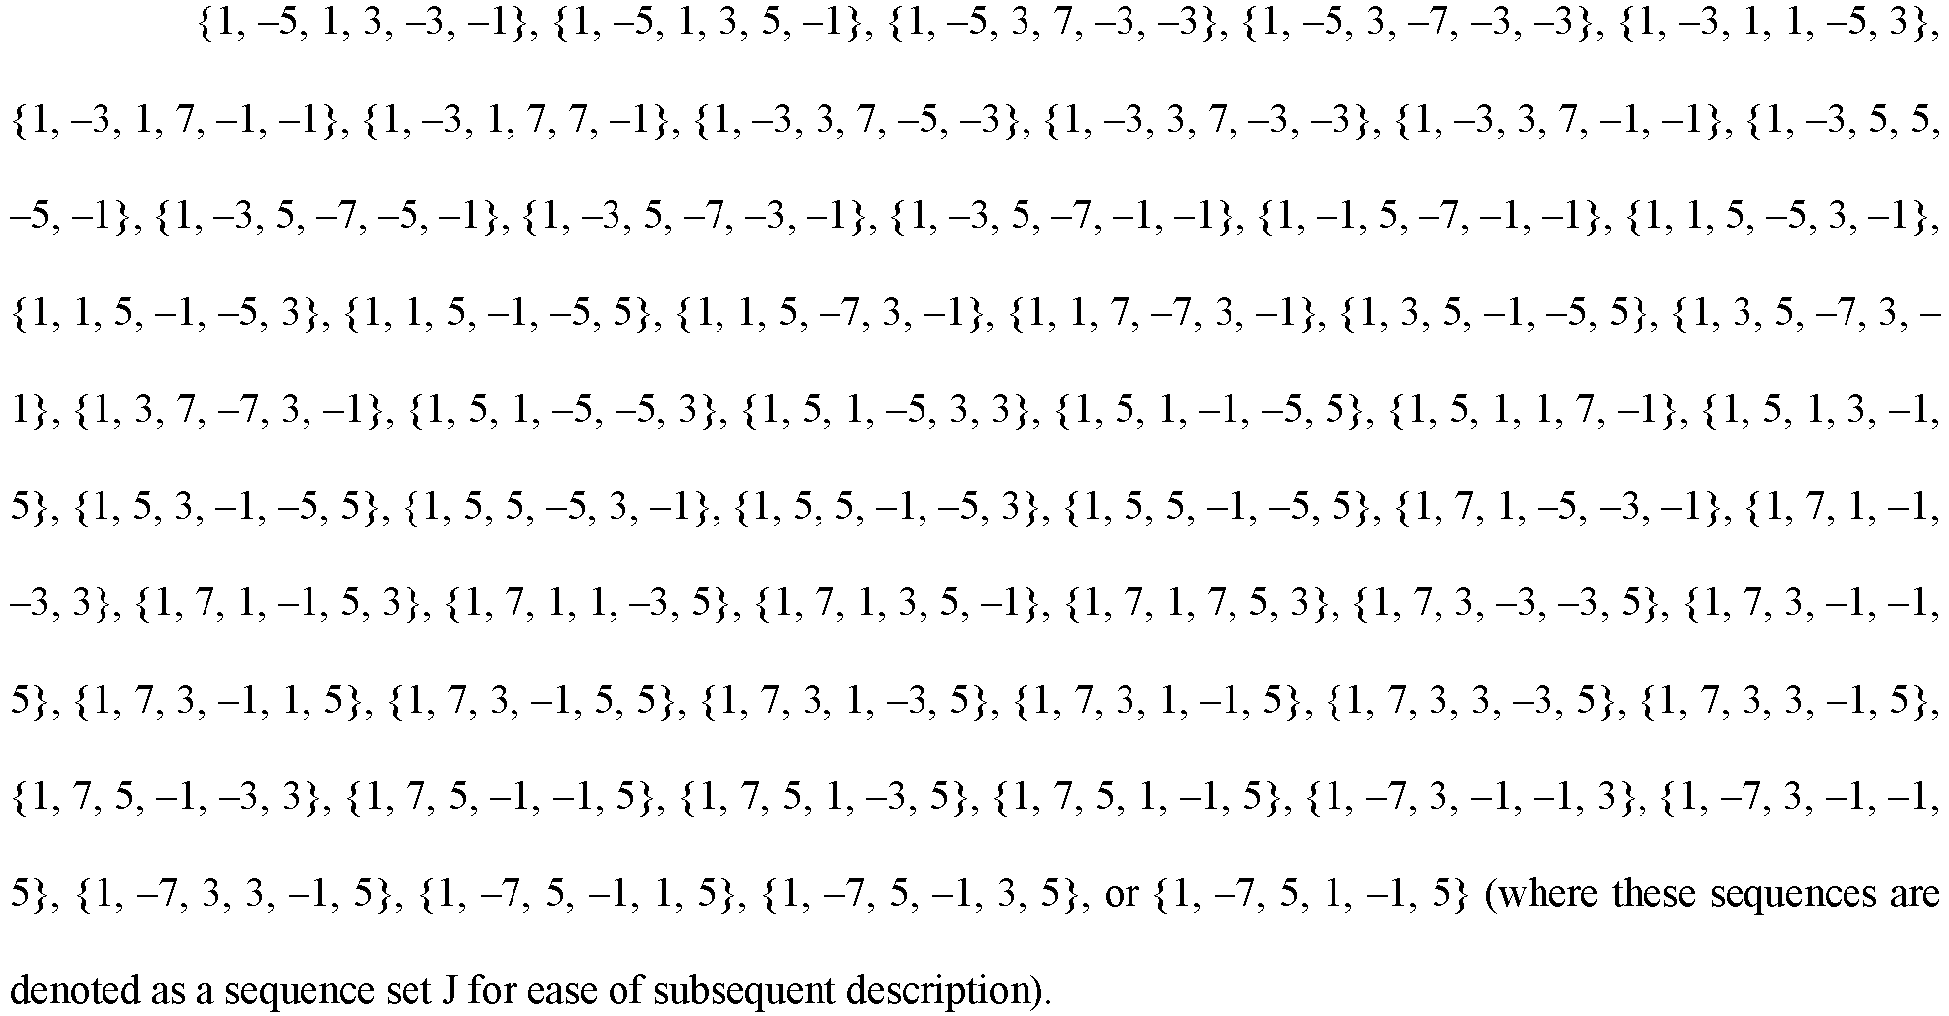 {1, –5, 1, 3, –3, –1}, {1, –5, 1, 3, 5, –1}, {1, –5, 3, 7, –3, –3}, {1, –5, 3, –7, –3, –3}, {1, –3, 1, 1, –5, 3},
{1, –3, 1, 7, –1, –1}, {1, –3, 1, 7, 7, –1}, {1, –3, 3, 7, –5, –3}, {1, –3, 3, 7, –3, –3}, {1, –3, 3, 7, –1, –1}, {1, –3, 5, 5,
–5, –1}, {1, –3, 5, –7, –5, –1}, {1, –3, 5, –7, –3, –1}, {1, –3, 5, –7, –1, –1}, {1, –1, 5, –7, –1, –1}, {1, 1, 5, –5, 3, –1},
{1, 1, 5, –1, –5, 3}, {1, 1, 5, –1, –5, 5}, {1, 1, 5, –7, 3, –1}, {1, 1, 7, –7, 3, –1}, {1, 3, 5, –1, –5, 5}, {1, 3, 5, –7, 3, –
1}, {1, 3, 7, –7, 3, –1}, {1, 5, 1, –5, –5, 3}, {1, 5, 1, –5, 3, 3}, {1, 5, 1, –1, –5, 5}, {1, 5, 1, 1, 7, –1}, {1, 5, 1, 3, –1,
5}, {1, 5, 3, –1, –5, 5}, {1, 5, 5, –5, 3, –1}, {1, 5, 5, –1, –5, 3}, {1, 5, 5, –1, –5, 5}, {1, 7, 1, –5, –3, –1}, {1, 7, 1, –1,
–3, 3}, {1, 7, 1, –1, 5, 3}, {1, 7, 1, 1, –3, 5}, {1, 7, 1, 3, 5, –1}, {1, 7, 1, 7, 5, 3}, {1, 7, 3, –3, –3, 5}, {1, 7, 3, –1, –1,
5}, {1, 7, 3, –1, 1, 5}, {1, 7, 3, –1, 5, 5}, {1, 7, 3, 1, –3, 5}, {1, 7, 3, 1, –1, 5}, {1, 7, 3, 3, –3, 5}, {1, 7, 3, 3, –1, 5},
{1, 7, 5, –1, –3, 3}, {1, 7, 5, –1, –1, 5}, {1, 7, 5, 1, –3, 5}, {1, 7, 5, 1, –1, 5}, {1, –7, 3, –1, –1, 3}, {1, –7, 3, –1, –1,
5}, {1, –7, 3, 3, –1, 5}, {1, –7, 5, –1, 1, 5}, {1, –7, 5, –1, 3, 5}, or {1, –7, 5, 1, –1, 5} (where these sequences are
denoted as a sequence set J for ease of subsequent description).